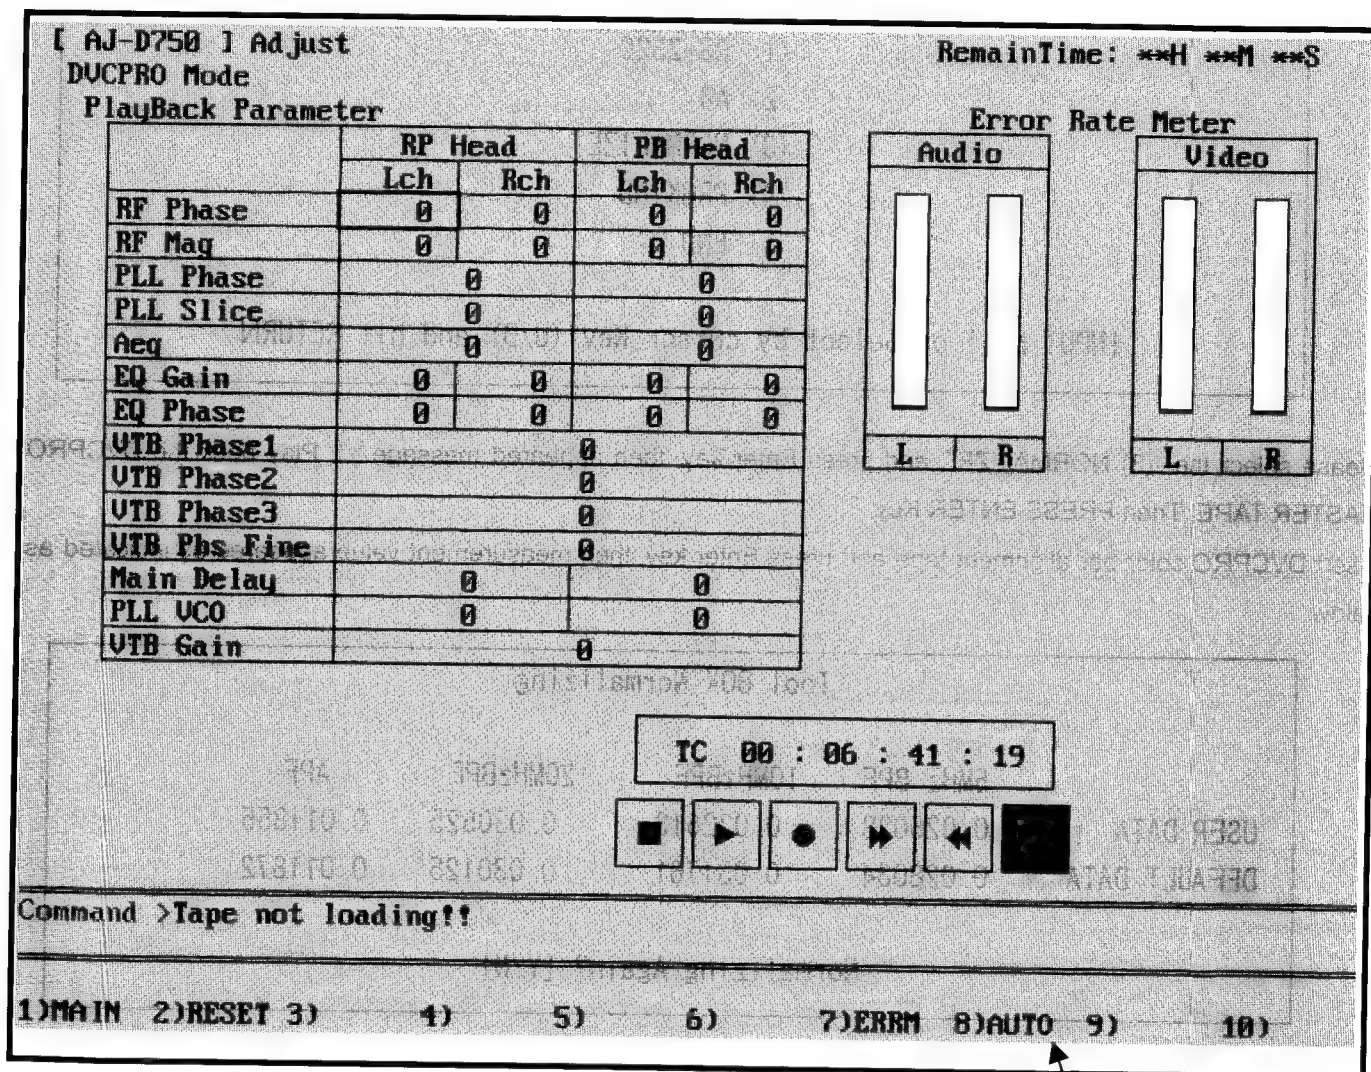 [ AJ-D750 ] Adjust
RemainTime: **H **M **S
DVCPRO Mode
PlayBack Parameter
Error Rate Meter
RP Head PB Head
Audio Video
Lch Rch Lch Rch
RF Phase 0 0 0 0
RF Mag 0 0 0 0
PLL Phase 0 0
PLL Slice 0 0
Aeq 0 0
EQ Gain 0 0 0 0
EQ Phase 0 0 0 0
VTB Phase1 0
L R L R
VTB Phase2 0
VTB Phase3 0
VTB Phs Fine 0
Main Delay 0 0
PLL VCO 0 0
VTB Gain 0
TC 00 : 06 : 41 : 19
Command >Tape not loading!!
1)MAIN 2)RESET 3) 4) 5) 6) 7)ERRM 8)AUTO 9) 10)